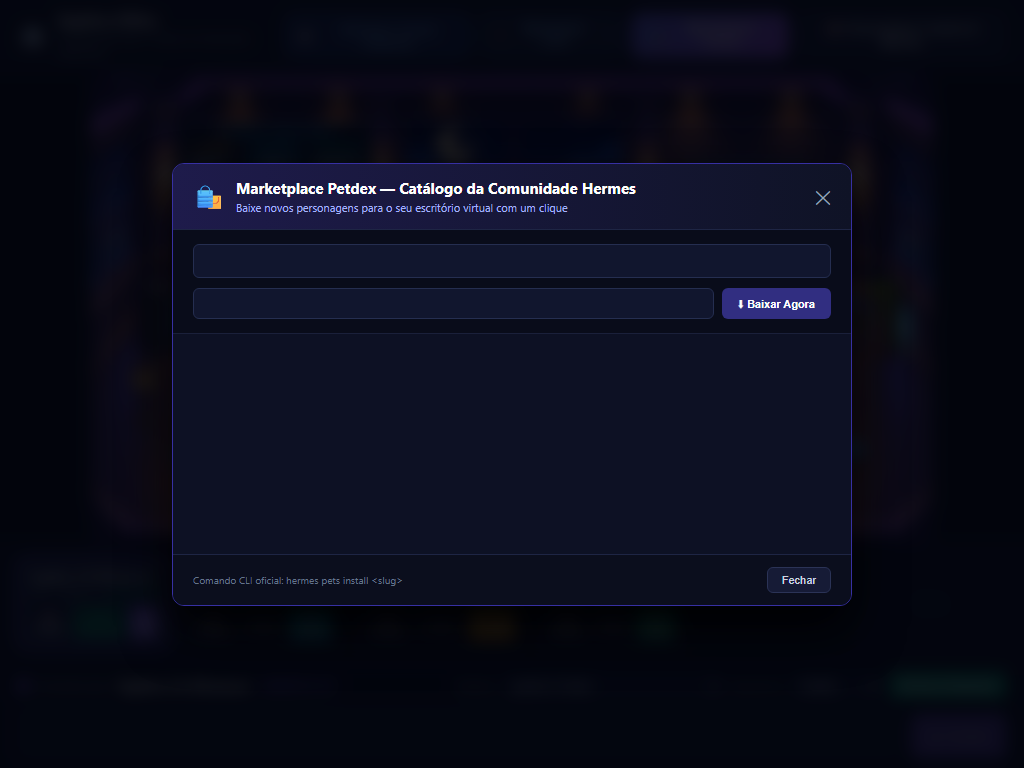 Marketplace Petdex — Catálogo da Comunidade Hermes
Baixe novos personagens para o seu escritório virtual com um clique
⬇ Baixar Agora
Comando CLI oficial: hermes pets install <slug>
Fechar